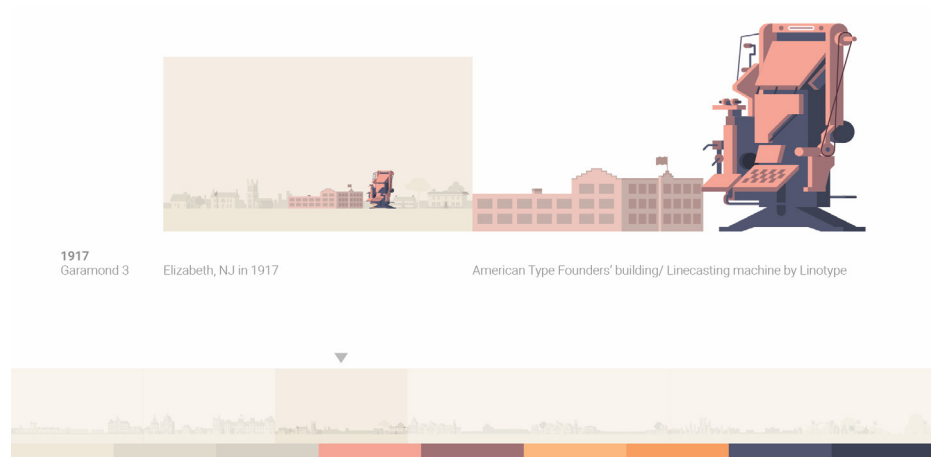 1917
Garamond 3
Elizabeth, NJ in 1917
American Type Founders' building/ Linecasting machine by Linotype